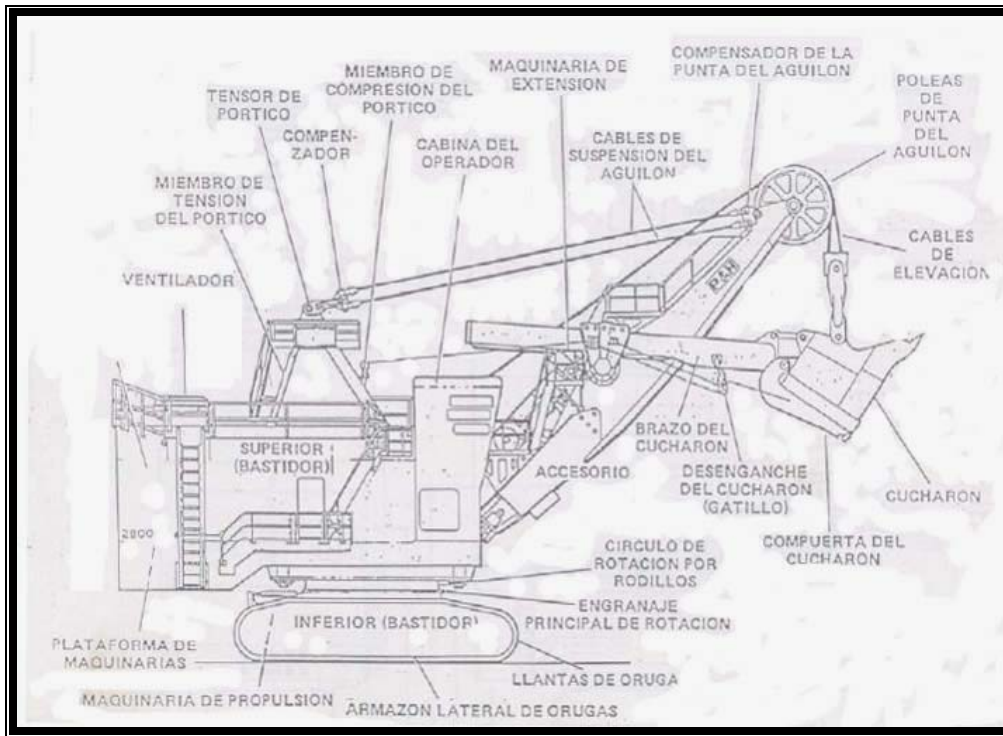 TENSOR DE
PORTICO
MIEMBRO DE
COMPRESION DEL
PORTICO
MAQUINARIA DE
EXTENSION
COMPENSADOR DE LA
PUNTA DEL AGUILON
POLEAS
DE
PUNTA
DEL
AGUILON
COMPEN-
ZADOR
CABINA DEL
OPERADOR
CABLES DE
SUSPENSION DEL
AGUILON
MIEMBRO DE
TENSION
DEL PORTICO
CABLES
DE
ELEVACION
VENTILADOR
P&H
SUPERIOR
(BASTIDOR)
ACCESORIO
BRAZO DEL
CUCHARON
DESENGANCHE
DEL CUCHARON
(GATILLO)
CUCHARON
COMPUERTA DEL
CUCHARON
2800
CIRCULO DE
ROTACION POR
RODILLOS
ENGRANAJE
PRINCIPAL DE ROTACION
INFERIOR (BASTIDOR)
PLATAFORMA DE
MAQUINARIAS
LLANTAS DE ORUGA
MAQUINARIA DE PROPULSION
ARMAZON LATERAL DE ORUGAS